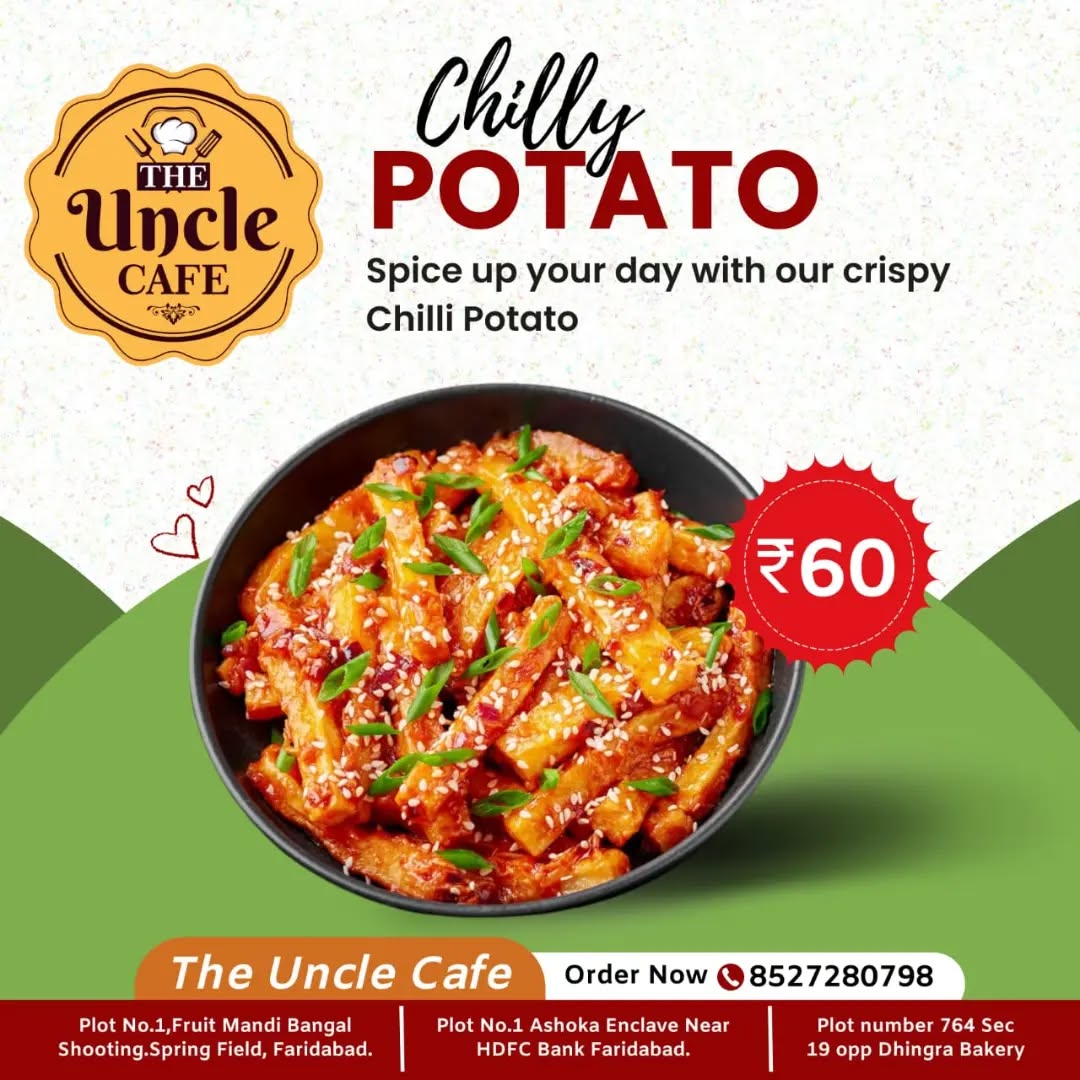 THE
Uncle
CAFE
Chilly
POTATO
Spice up your day with our crispy
Chilli Potato
₹60
The Uncle Cafe
Order Now 8527280798
Plot No.1,Fruit Mandi Bangal
Shooting.Spring Field, Faridabad.
Plot No.1 Ashoka Enclave Near
HDFC Bank Faridabad.
Plot number 764 Sec
19 opp Dhingra Bakery